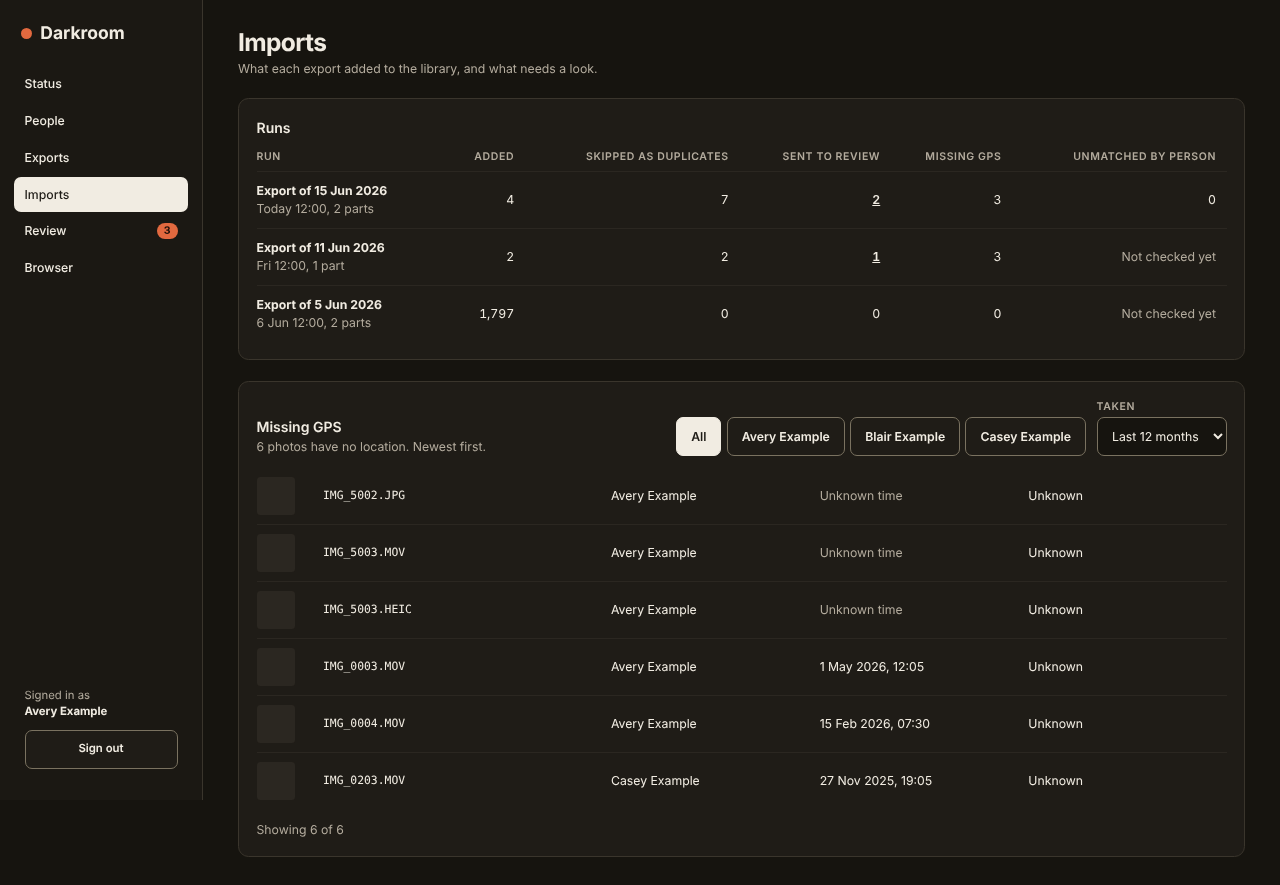 Darkroom
Status
People
Exports
Imports
Review 3
Browser
Signed in as
Avery Example
Sign out
Imports
What each export added to the library, and what needs a look.
Runs
RUN ADDED SKIPPED AS DUPLICATES SENT TO REVIEW MISSING GPS UNMATCHED BY PERSON
Export of 15 Jun 2026
Today 12:00, 2 parts
4 7 2 3 0
Export of 11 Jun 2026
Fri 12:00, 1 part
2 2 1 3 Not checked yet
Export of 5 Jun 2026
6 Jun 12:00, 2 parts
1,797 0 0 0 Not checked yet
Missing GPS
6 photos have no location. Newest first.
All Avery Example Blair Example Casey Example
TAKEN
Last 12 months
IMG_5002.JPG Avery Example Unknown time Unknown
IMG_5003.MOV Avery Example Unknown time Unknown
IMG_5003.HEIC Avery Example Unknown time Unknown
IMG_0003.MOV Avery Example 1 May 2026, 12:05 Unknown
IMG_0004.MOV Avery Example 15 Feb 2026, 07:30 Unknown
IMG_0203.MOV Casey Example 27 Nov 2025, 19:05 Unknown
Showing 6 of 6